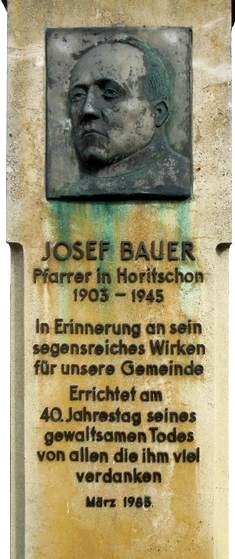 JOSEF BAUER
Pfarrer in Horitschon
1903 - 1945
In Erinnerung an sein
segensreiches Wirken
für unsere Gemeinde
Errichtet am
40. Jahrestag seines
gewaltsamen Todes
von allen die ihm viel
verdanken
März 1985